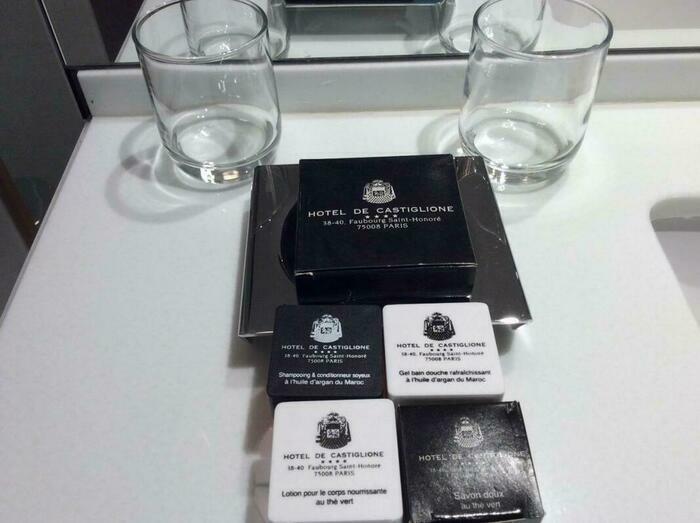 HOTEL DE CASTIGLIONE
38-40, Faubourg Saint-Honoré
75008 PARIS
HOTEL DE CASTIGLIONE
38-40, Faubourg Saint-Honoré
75008 PARIS
Shampooing & conditionneur soyeux
à l'huile d'argan du Maroc
HOTEL DE CASTIGLIONE
38-40, Faubourg Saint-Honoré
75008 PARIS
Gel bain douche rafraîchissant
à l'huile d'argan du Maroc
HOTEL DE CASTIGLIONE
38-40 Faubourg Saint-Honoré
75008 PARIS
Lotion pour le corps nourrissante
au thé vert
HOTEL DE CASTIGLIONE
Savon doux
au thé vert